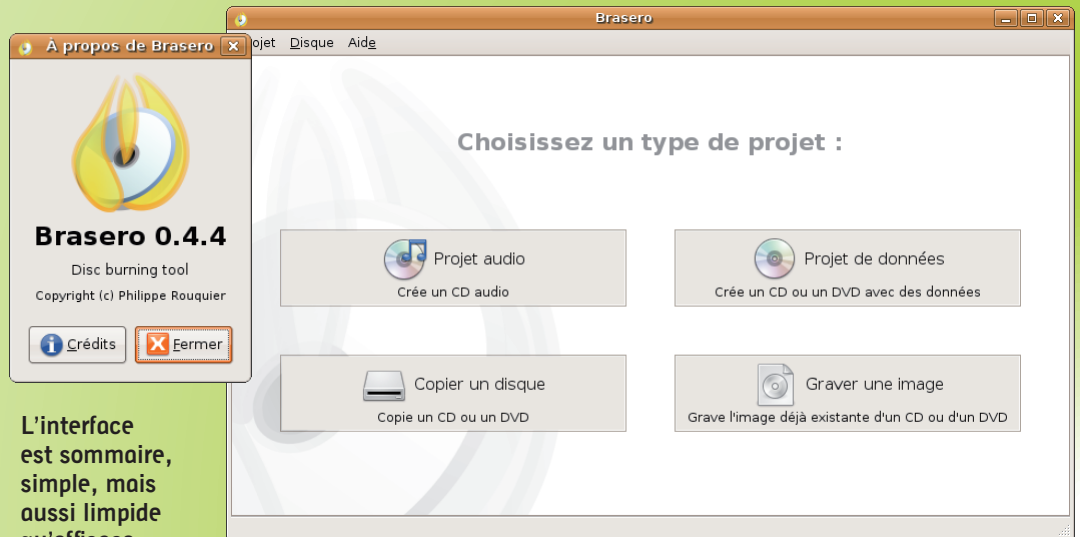 Brasero
À propos de Brasero
ojet Disque Aide
Choisissez un type de projet :
Brasero 0.4.4
Disc burning tool
Copyright (c) Philippe Rouquier
Crédits Fermer
Projet audio
Crée un CD audio
Projet de données
Crée un CD ou un DVD avec des données
Copier un disque
Copie un CD ou un DVD
Graver une image
Grave l'image déjà existante d'un CD ou d'un DVD
L'interface
est sommaire,
simple, mais
aussi limpide